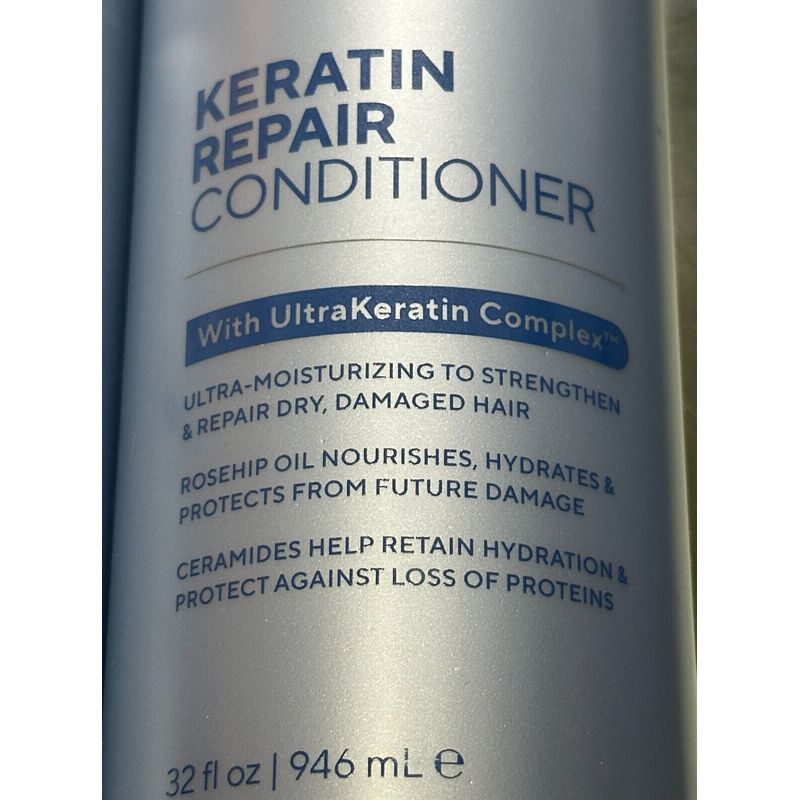 KERATIN
REPAIR
CONDITIONER
With UltraKeratin Complex™
ULTRA-MOISTURIZING TO STRENGTHEN
& REPAIR DRY, DAMAGED HAIR
ROSEHIP OIL NOURISHES, HYDRATES &
PROTECTS FROM FUTURE DAMAGE
CERAMIDES HELP RETAIN HYDRATION &
PROTECT AGAINST LOSS OF PROTEINS
32 fl oz | 946 mL ℮